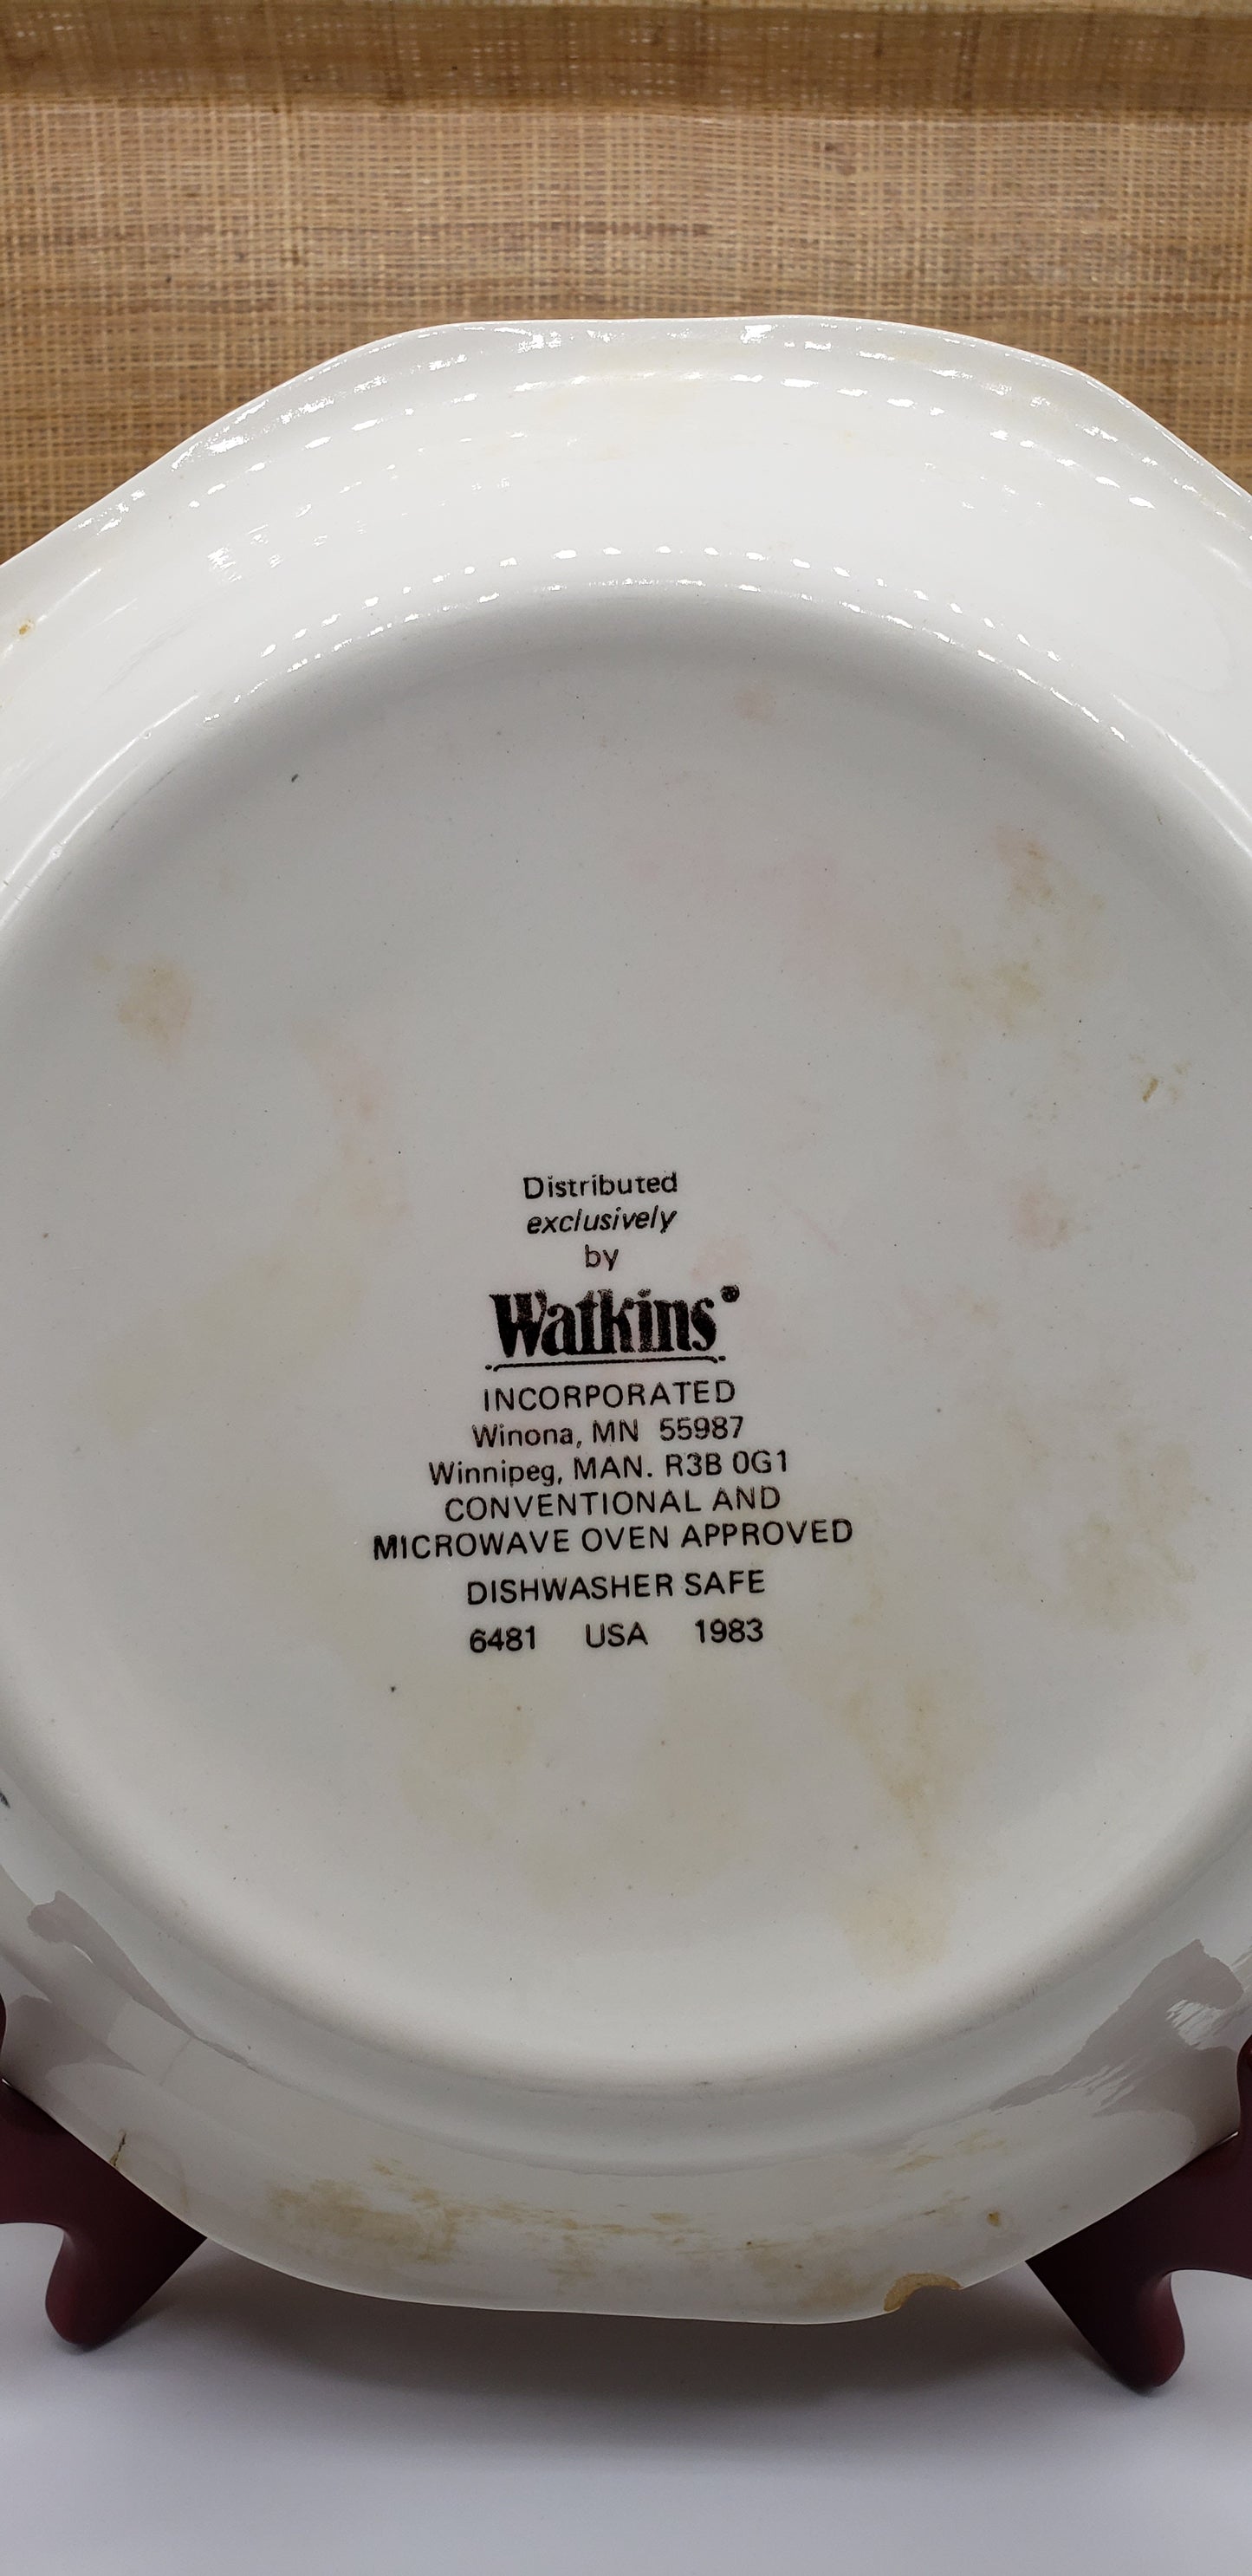 Distributed
exclusively
by
Watkins®
INCORPORATED
Winona, MN 55987
Winnipeg, MAN. R3B 0G1
CONVENTIONAL AND
MICROWAVE OVEN APPROVED
DISHWASHER SAFE
6481 USA 1983